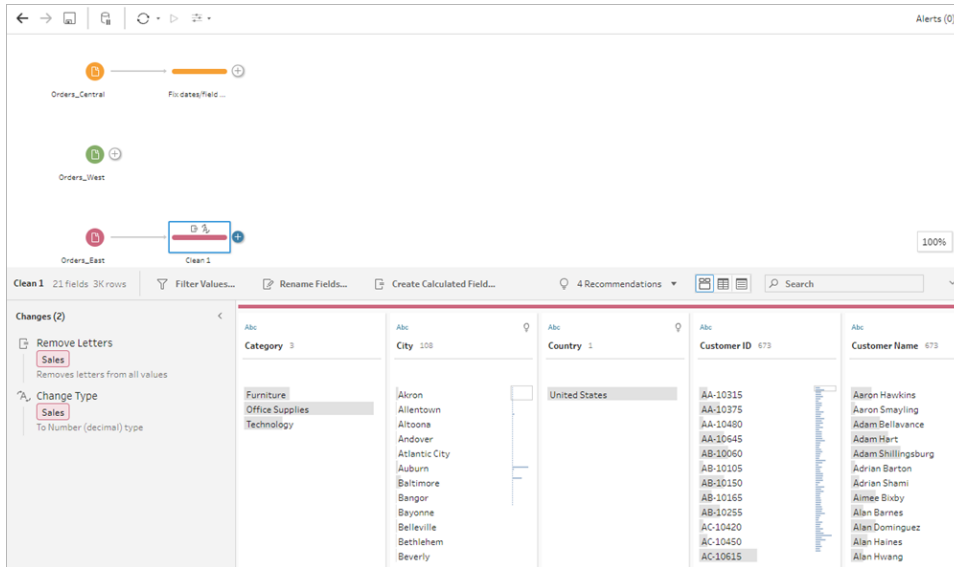 Alerts (0)
Orders_Central
Fix dates/field ...
Orders_West
Orders_East
Clean 1
100%
Clean 1 21 fields 3K rows
Filter Values...
Rename Fields...
Create Calculated Field...
4 Recommendations
Search
Changes (2)
Remove Letters
Sales
Removes letters from all values
Change Type
Sales
To Number (decimal) type
Abc
Category 3
Furniture
Office Supplies
Technology
Abc
City 108
Akron
Allentown
Altoona
Andover
Atlantic City
Auburn
Baltimore
Bangor
Bayonne
Belleville
Bethlehem
Beverly
Abc
Country 1
United States
Abc
Customer ID 673
AA-10315
AA-10375
AA-10480
AA-10645
AB-10060
AB-10105
AB-10150
AB-10165
AB-10255
AC-10420
AC-10450
AC-10615
Abc
Customer Name 673
Aaron Hawkins
Aaron Smayling
Adam Bellavance
Adam Hart
Adam Shillingsburg
Adrian Barton
Adrian Shami
Aimee Bixby
Alan Barnes
Alan Dominguez
Alan Haines
Alan Hwang